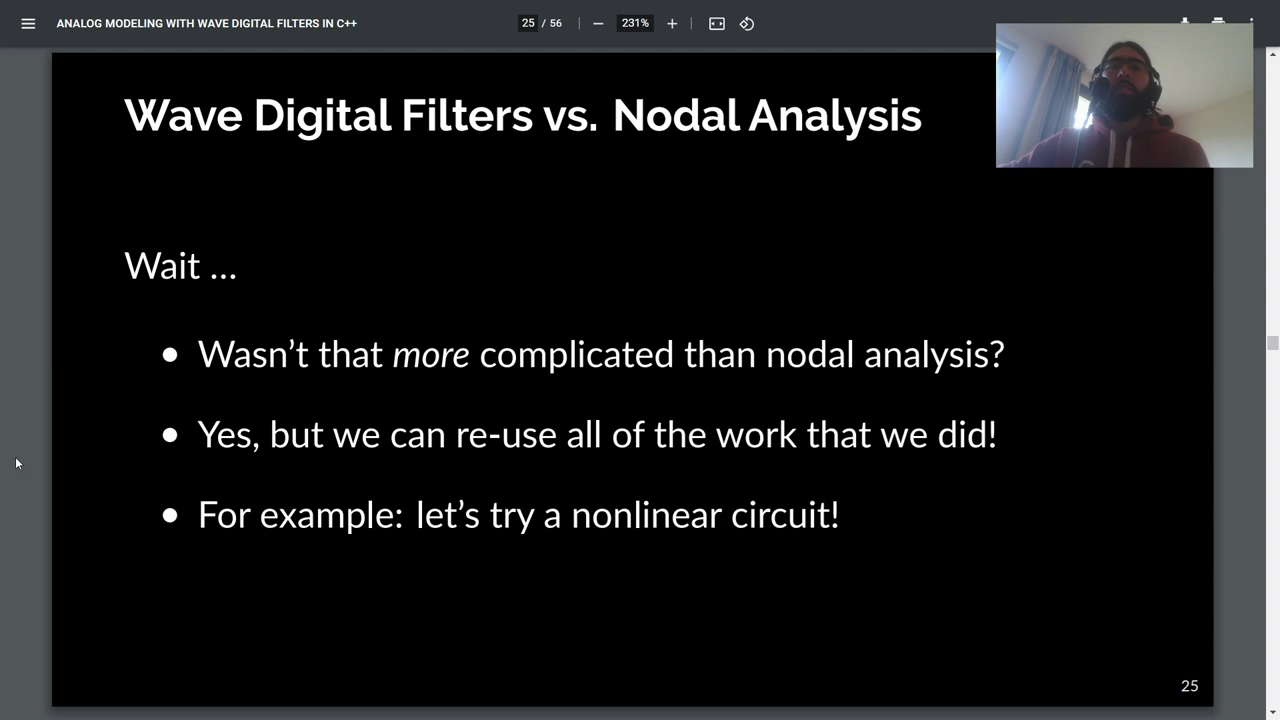 ANALOG MODELING WITH WAVE DIGITAL FILTERS IN C++
25 / 56
231%
Wave Digital Filters vs. Nodal Analysis
Wait ...
• Wasn't that more complicated than nodal analysis?
• Yes, but we can re-use all of the work that we did!
• For example: let's try a nonlinear circuit!
25